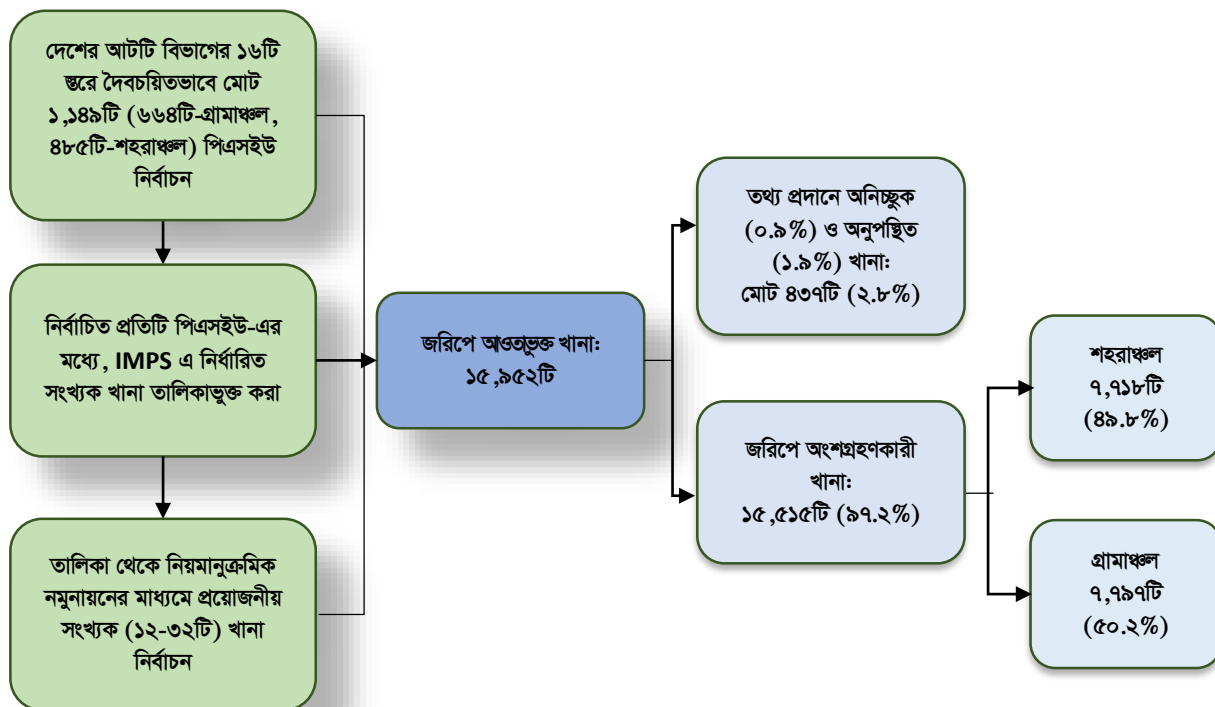 দেশের আটটি বিভাগের ১৬টি
স্তরে দৈবচয়িতভাবে মোট
১,১৪৯টি (৬৬৪টি-গ্রামাঞ্চল,
৪৮৫টি-শহরাঞ্চল) পিএসইউ
নির্বাচন
নির্বাচিত প্রতিটি পিএসইউ-এর
মধ্যে, IMPS এ নির্ধারিত
সংখ্যক খানা তালিকাভুক্ত করা
তালিকা থেকে নিয়মানুক্রমিক
নমুনায়নের মাধ্যমে প্রয়োজনীয়
সংখ্যক (১২-৩২টি) খানা
নির্বাচন
জরিপে আওতাভুক্ত খানা:
১৫,৯৫২টি
তথ্য প্রদানে অনিচ্ছুক
(০.৯%) ও অনুপস্থিত
(১.৯%) খানা:
মোট ৪৩৭টি (২.৮%)
জরিপে অংশগ্রহণকারী
খানা:
১৫,৫১৫টি (৯৭.২%)
শহরাঞ্চল
৭,৭১৮টি
(৪৯.৮%)
গ্রামাঞ্চল
৭,৭৯৭টি
(৫০.২%)